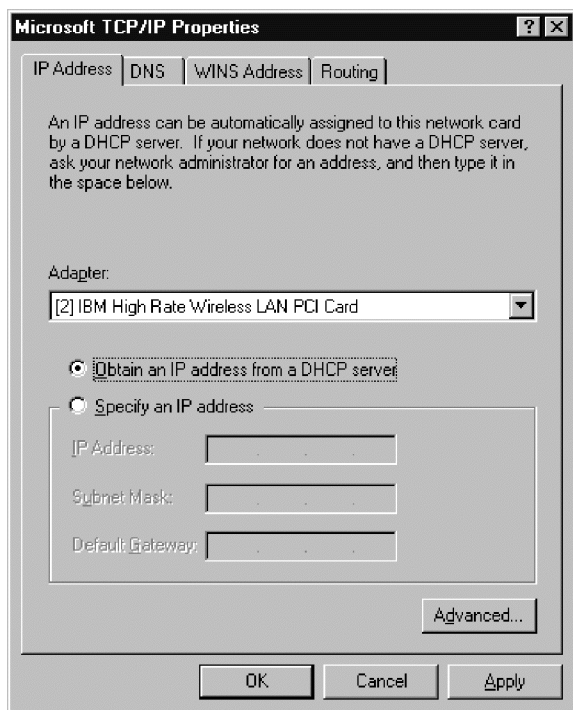 Microsoft TCP/IP Properties
IP Address
DNS
WINS Address
Routing
An IP address can be automatically assigned to this network card
by a DHCP server. If your network does not have a DHCP server,
ask your network administrator for an address, and then type it in
the space below.
Adapter:
[2] IBM High Rate Wireless LAN PCI Card
Obtain an IP address from a DHCP server
Specify an IP address
IP Address:
Subnet Mask:
Default Gateway:
Advanced...
OK
Cancel
Apply